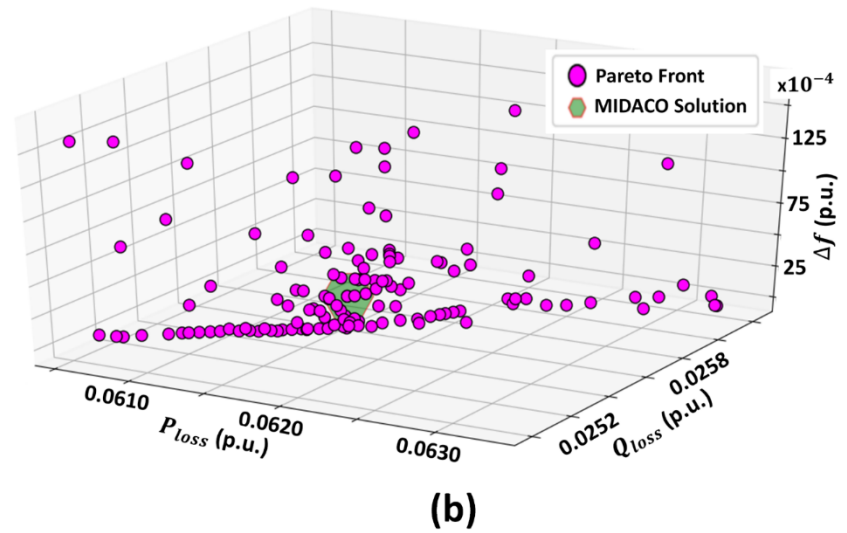 Pareto Front
MIDACO Solution
x10⁻⁴
125
75
25
Δf (p.u.)
0.0258
0.0252
Q_loss (p.u.)
0.0610
0.0620
0.0630
P_loss (p.u.)
(b)